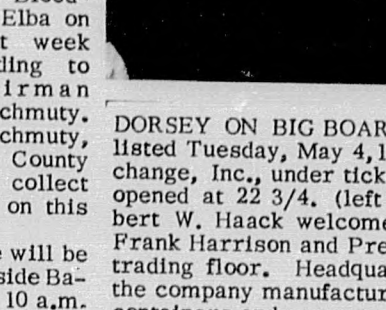 Elba on
week
to
chmuty.
chmuty,
County
collect
on this
will be
side Ba-
10 a.m.
DORSEY ON BIG BOAR
listed Tuesday, May 4, 1
change, Inc., under tick
opened at 22 3/4. (left
bert W. Haack welcome
Frank Harrison and Pre
trading floor. Headqua
the company manufactur